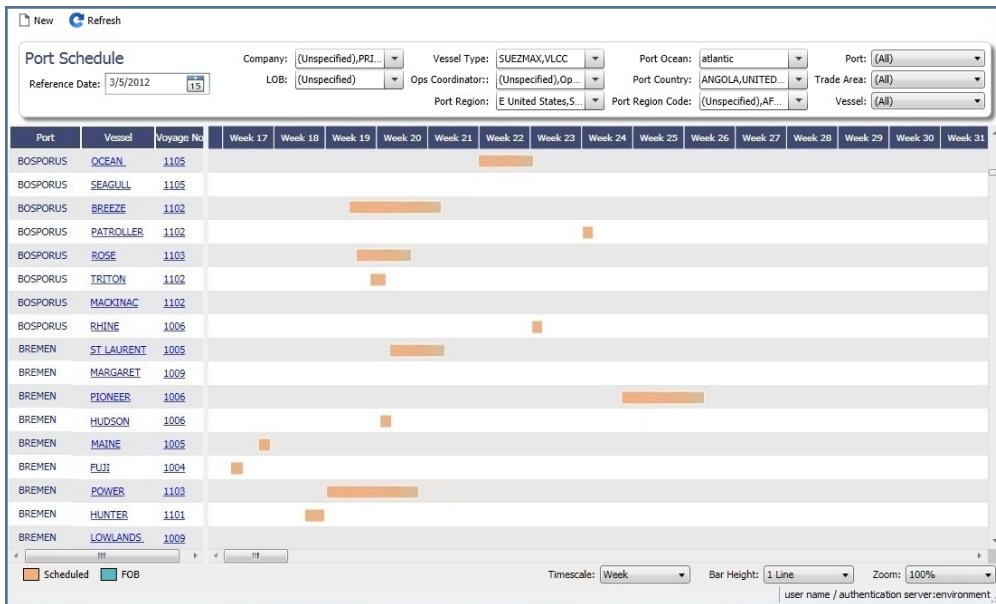 New Refresh
Port Schedule
Reference Date: 3/5/2012 15
Company: (Unspecified),PRI... Vessel Type: SUEZMAX,VLCC Port Ocean: atlantic Port: (All)
LOB: (Unspecified) Ops Coordinator:: (Unspecified),Op... Port Country: ANGOLA,UNITED... Trade Area: (All)
Port Region: E United States,S... Port Region Code: (Unspecified),AF... Vessel: (All)
Port Vessel Voyage No Week 17 Week 18 Week 19 Week 20 Week 21 Week 22 Week 23 Week 24 Week 25 Week 26 Week 27 Week 28 Week 29 Week 30 Week 31
BOSPORUS OCEAN 1105
BOSPORUS SEAGULL 1105
BOSPORUS BREEZE 1102
BOSPORUS PATROLLER 1102
BOSPORUS ROSE 1103
BOSPORUS TRITON 1102
BOSPORUS MACKINAC 1102
BOSPORUS RHINE 1006
BREMEN ST LAURENT 1005
BREMEN MARGARET 1009
BREMEN PIONEER 1006
BREMEN HUDSON 1006
BREMEN MAINE 1005
BREMEN FUJI 1004
BREMEN POWER 1103
BREMEN HUNTER 1101
BREMEN LOWLANDS 1009
Scheduled FOB Timescale: Week Bar Height: 1 Line Zoom: 100%
user name / authentication server:environment